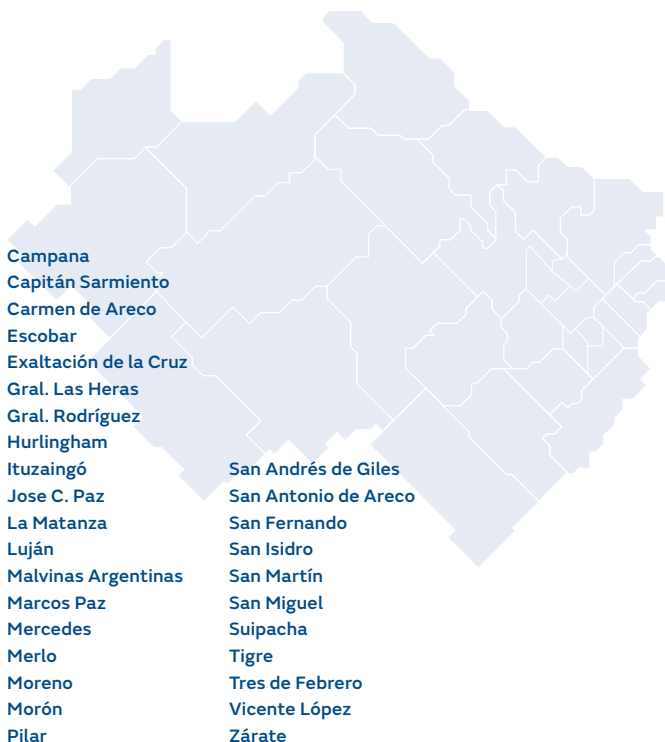 Campana
Capitán Sarmiento
Carmen de Areco
Escobar
Exaltación de la Cruz
Gral. Las Heras
Gral. Rodríguez
Hurlingham
Ituzaingó
Jose C. Paz
La Matanza
Luján
Malvinas Argentinas
Marcos Paz
Mercedes
Merlo
Moreno
Morón
Pilar
San Andrés de Giles
San Antonio de Areco
San Fernando
San Isidro
San Martín
San Miguel
Suipacha
Tigre
Tres de Febrero
Vicente López
Zárate